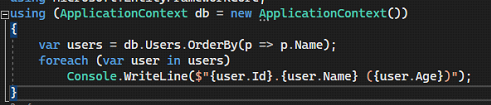 using (ApplicationContext db = new ApplicationContext())
{
var users = db.Users.OrderBy(p => p.Name);
foreach (var user in users)
Console.WriteLine($"{user.Id}.{user.Name} ({user.Age})");
}